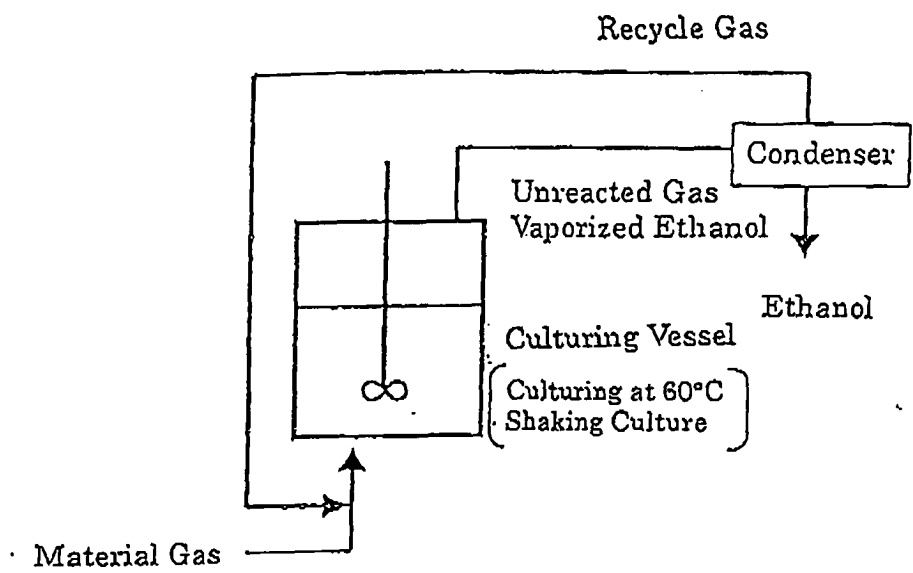 Recycle Gas
Condenser
Unreacted Gas
Vaporized Ethanol
Ethanol
Culturing Vessel
Culturing at 60°C
Shaking Culture
Material Gas